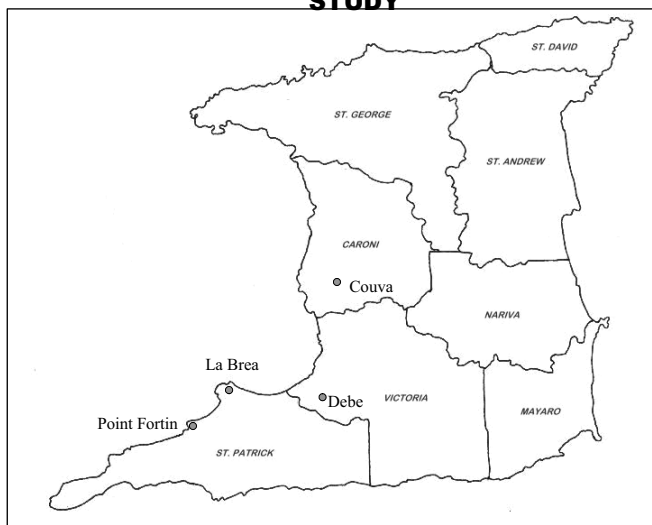 STUDY
ST. DAVID
ST. GEORGE
ST. ANDREW
CARONI
Couva
NARIVA
La Brea
Debe
VICTORIA
MAYARO
Point Fortin
ST. PATRICK